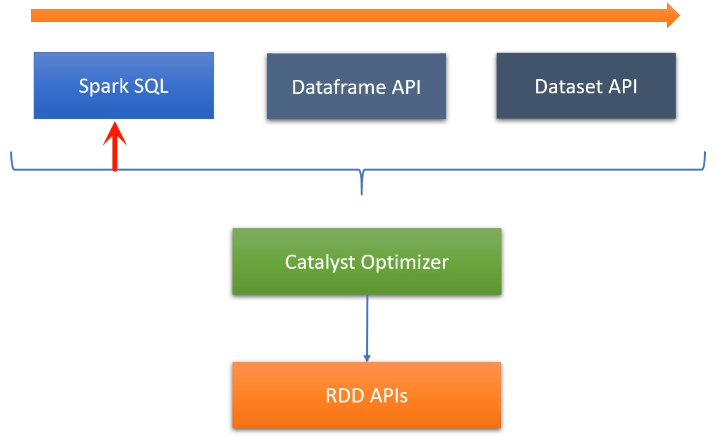 Spark SQL
Dataframe API
Dataset API
Catalyst Optimizer
RDD APIs